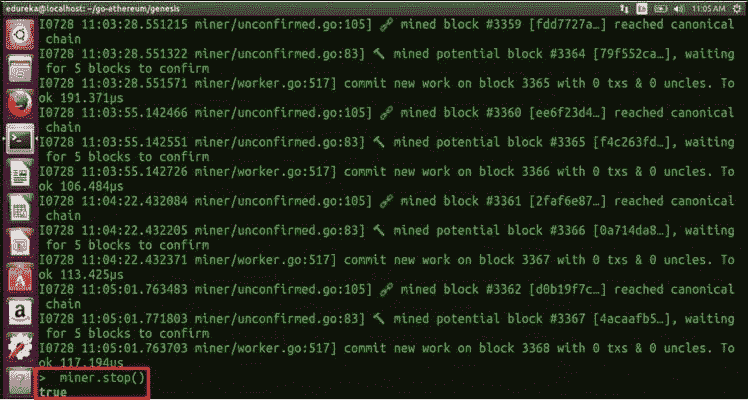 edureka@localhost: ~/go-ethereum/genesis
11:05 AM
I0728 11:03:28.551215 miner/unconfirmed.go:105] 🔗 mined block #3359 [fdd7727a…] reached canonical
chain
I0728 11:03:28.551322 miner/unconfirmed.go:83] 🔨 mined potential block #3364 [79f552ca…], waiting
for 5 blocks to confirm
I0728 11:03:28.551571 miner/worker.go:517] commit new work on block 3365 with 0 txs & 0 uncles. To
ok 191.371µs
I0728 11:03:55.142466 miner/unconfirmed.go:105] 🔗 mined block #3360 [ee6f23d4…] reached canonical
chain
I0728 11:03:55.142551 miner/unconfirmed.go:83] 🔨 mined potential block #3365 [f4c263fd…], waiting
for 5 blocks to confirm
I0728 11:03:55.142726 miner/worker.go:517] commit new work on block 3366 with 0 txs & 0 uncles. To
ok 106.484µs
I0728 11:04:22.432084 miner/unconfirmed.go:105] 🔗 mined block #3361 [2faf6e87…] reached canonical
chain
I0728 11:04:22.432205 miner/unconfirmed.go:83] 🔨 mined potential block #3366 [0a714da8…], waiting
for 5 blocks to confirm
I0728 11:04:22.432371 miner/worker.go:517] commit new work on block 3367 with 0 txs & 0 uncles. To
ok 113.425µs
I0728 11:05:01.763483 miner/unconfirmed.go:105] 🔗 mined block #3362 [d0b19f7c…] reached canonical
chain
I0728 11:05:01.771803 miner/unconfirmed.go:83] 🔨 mined potential block #3367 [4acaafb5…], waiting
for 5 blocks to confirm
I0728 11:05:01.763703 miner/worker.go:517] commit new work on block 3368 with 0 txs & 0 uncles. To
ok 117.194µs
> miner.stop()
true